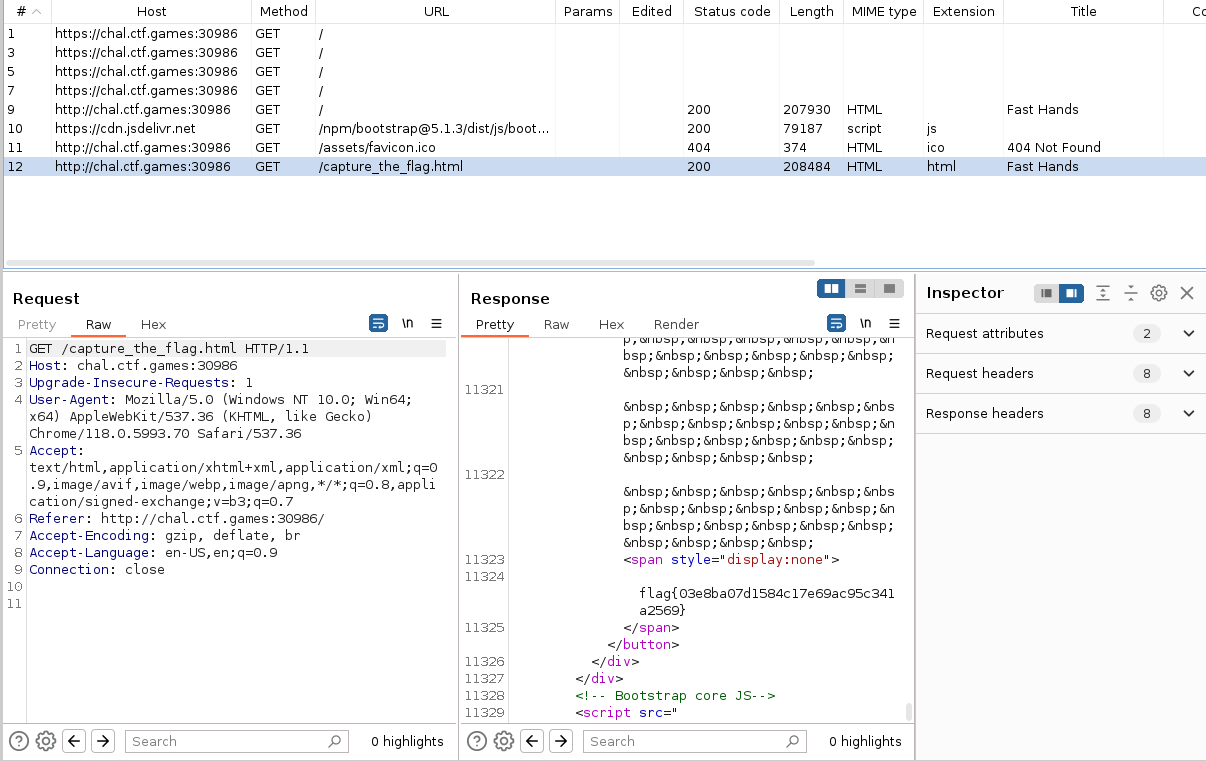 # Host Method URL Params Edited Status code Length MIME type Extension Title Co
1 https://chal.ctf.games:30986 GET /
3 https://chal.ctf.games:30986 GET /
5 https://chal.ctf.games:30986 GET /
7 https://chal.ctf.games:30986 GET /
9 http://chal.ctf.games:30986 GET / 200 207930 HTML Fast Hands
10 https://cdn.jsdelivr.net GET /npm/bootstrap@5.1.3/dist/js/boot... 200 79187 script js
11 http://chal.ctf.games:30986 GET /assets/favicon.ico 404 374 HTML ico 404 Not Found
12 http://chal.ctf.games:30986 GET /capture_the_flag.html 200 208484 HTML html Fast Hands
Request
Pretty Raw Hex
\n
1 GET /capture_the_flag.html HTTP/1.1
2 Host: chal.ctf.games:30986
3 Upgrade-Insecure-Requests: 1
4 User-Agent: Mozilla/5.0 (Windows NT 10.0; Win64;
x64) AppleWebKit/537.36 (KHTML, like Gecko)
Chrome/118.0.5993.70 Safari/537.36
5 Accept:
text/html,application/xhtml+xml,application/xml;q=0
.9,image/avif,image/webp,image/apng,*/*;q=0.8,appli
cation/signed-exchange;v=b3;q=0.7
6 Referer: http://chal.ctf.games:30986/
7 Accept-Encoding: gzip, deflate, br
8 Accept-Language: en-US,en;q=0.9
9 Connection: close
10
11
Search
0 highlights
Response
Pretty Raw Hex Render
\n
p;&nbsp;&nbsp;&nbsp;&nbsp;&nbsp;&n
bsp;&nbsp;&nbsp;&nbsp;&nbsp;&nbsp;
&nbsp;&nbsp;&nbsp;&nbsp;
11321
&nbsp;&nbsp;&nbsp;&nbsp;&nbsp;&nbs
p;&nbsp;&nbsp;&nbsp;&nbsp;&nbsp;&n
bsp;&nbsp;&nbsp;&nbsp;&nbsp;&nbsp;
&nbsp;&nbsp;&nbsp;&nbsp;
11322
&nbsp;&nbsp;&nbsp;&nbsp;&nbsp;&nbs
p;&nbsp;&nbsp;&nbsp;&nbsp;&nbsp;&n
bsp;&nbsp;&nbsp;&nbsp;&nbsp;&nbsp;
&nbsp;&nbsp;&nbsp;&nbsp;
11323 <span style="display:none">
11324
flag{03e8ba07d1584c17e69ac95c341
a2569}
11325 </span>
</button>
11326 </div>
11327 </div>
11328 <!-- Bootstrap core JS-->
11329 <script src="
Search
0 highlights
Inspector
Request attributes 2
Request headers 8
Response headers 8